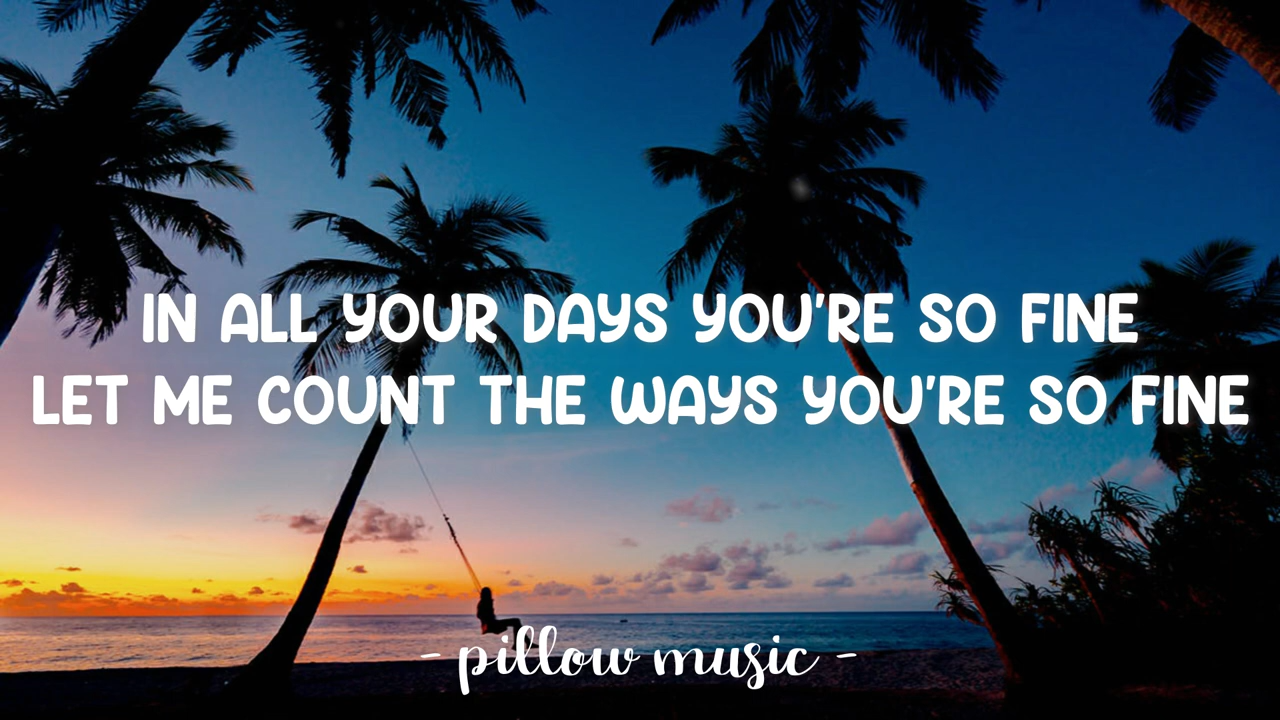 IN ALL YOUR DAYS YOU'RE SO FINE
LET ME COUNT THE WAYS YOU'RE SO FINE
- pillow music -